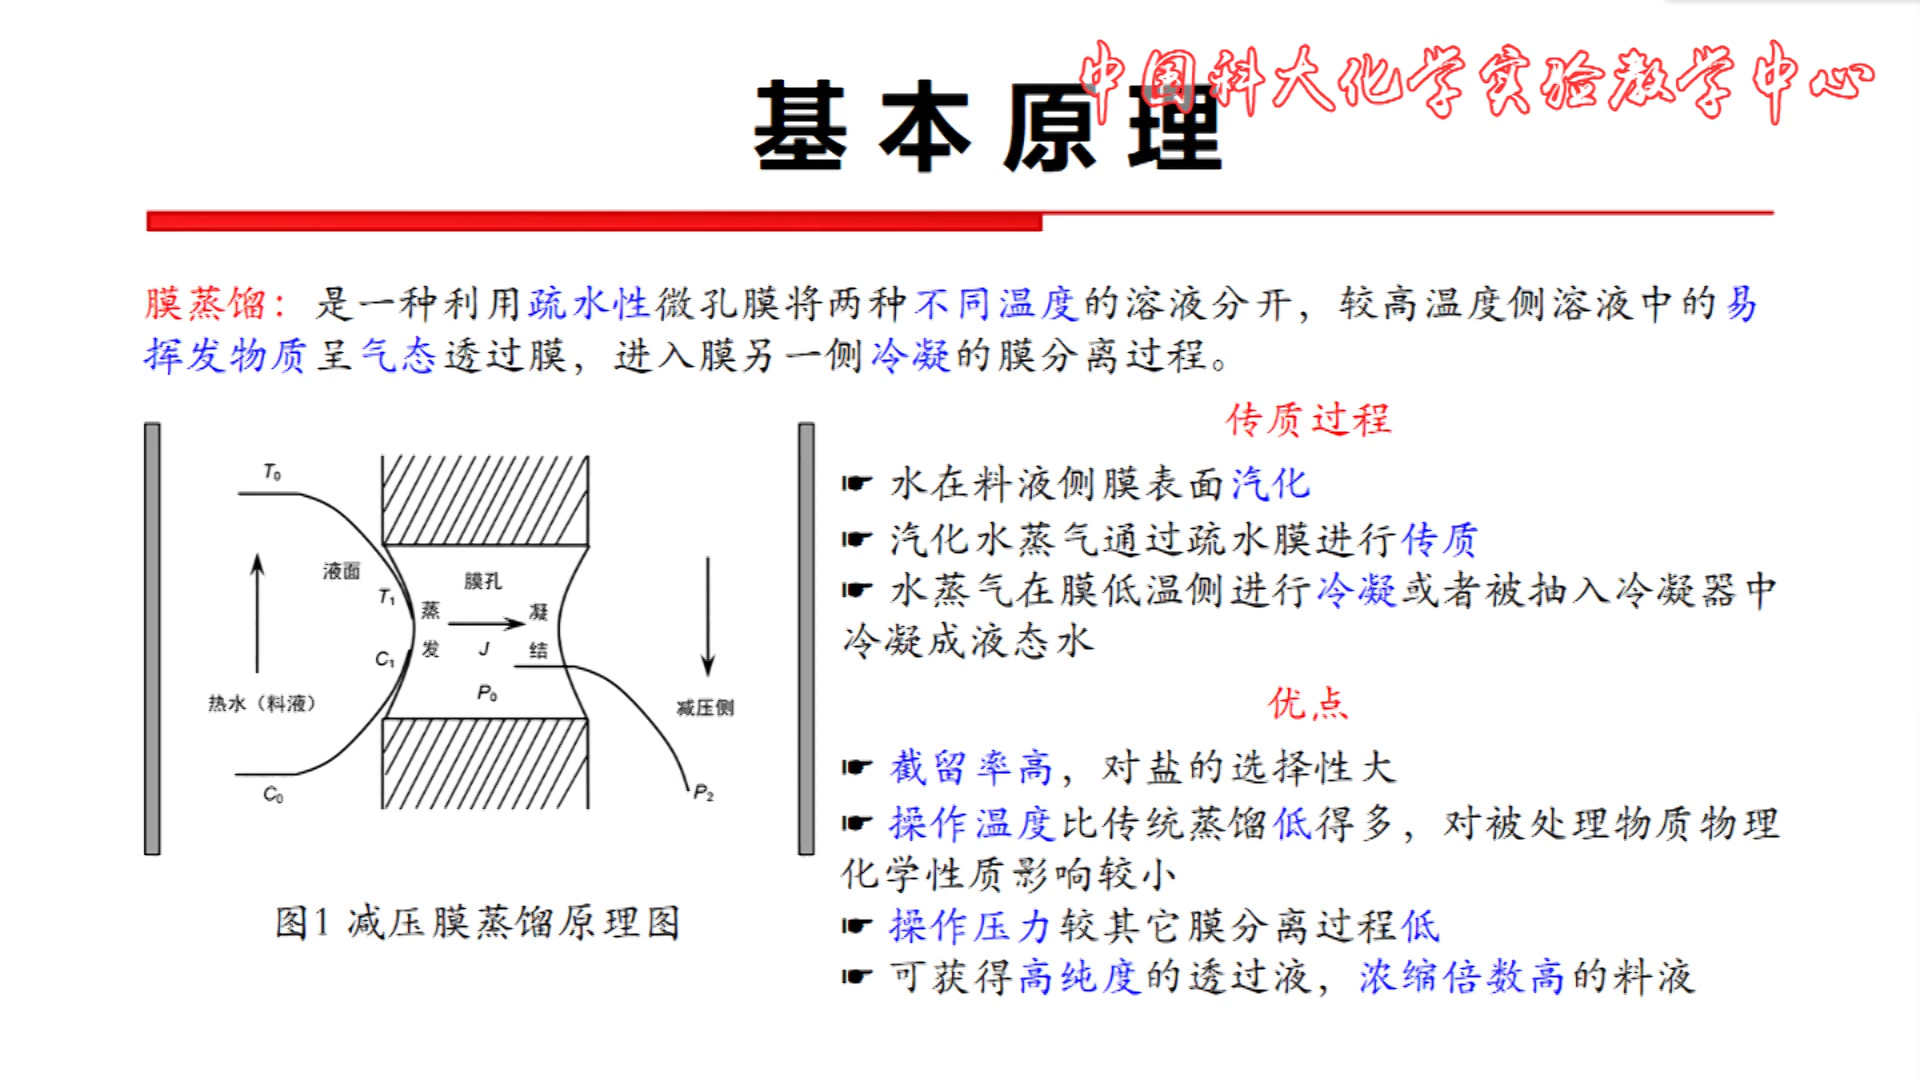 中国科大化学实验教学中心
基本原理
膜蒸馏：是一种利用疏水性微孔膜将两种不同温度的溶液分开，较高温度侧溶液中的易
挥发物质呈气态透过膜，进入膜另一侧冷凝的膜分离过程。
T₀
液面
T₁
C₁
热水（料液）
C₀
膜孔
蒸发
凝结
J
P₀
减压侧
P₂
图1 减压膜蒸馏原理图
传质过程
☛ 水在料液侧膜表面汽化
☛ 汽化水蒸气通过疏水膜进行传质
☛ 水蒸气在膜低温侧进行冷凝或者被抽入冷凝器中
冷凝成液态水
优点
☛ 截留率高，对盐的选择性大
☛ 操作温度比传统蒸馏低得多，对被处理物质物理
化学性质影响较小
☛ 操作压力较其它膜分离过程低
☛ 可获得高纯度的透过液，浓缩倍数高的料液